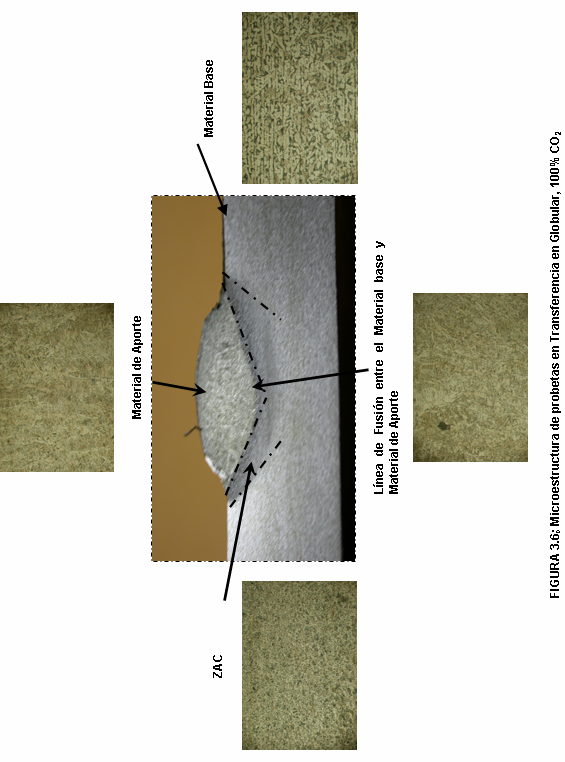 Material Base
Material de Aporte
Línea de Fusión entre el Material base y
Material de Aporte
ZAC
FIGURA 3.6; Microestructura de probetas en Transferencia en Globular, 100% CO₂